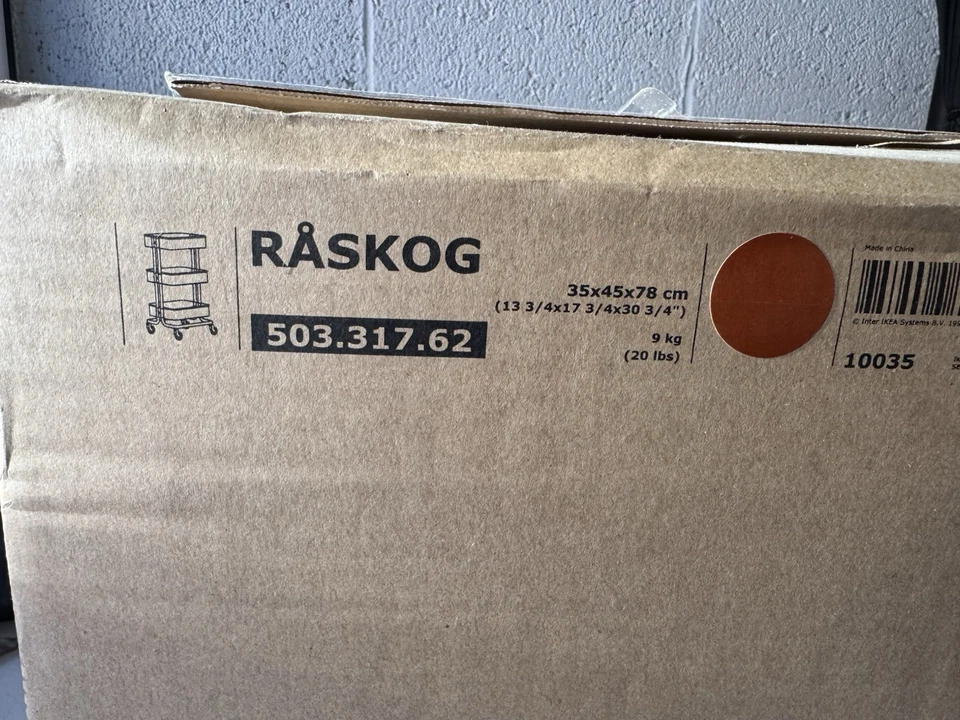 RÅSKOG
503.317.62
35x45x78 cm
(13 3/4x17 3/4x30 3/4")
9 kg
(20 lbs)
Made in China
© Inter IKEA Systems B.V. 199
10035